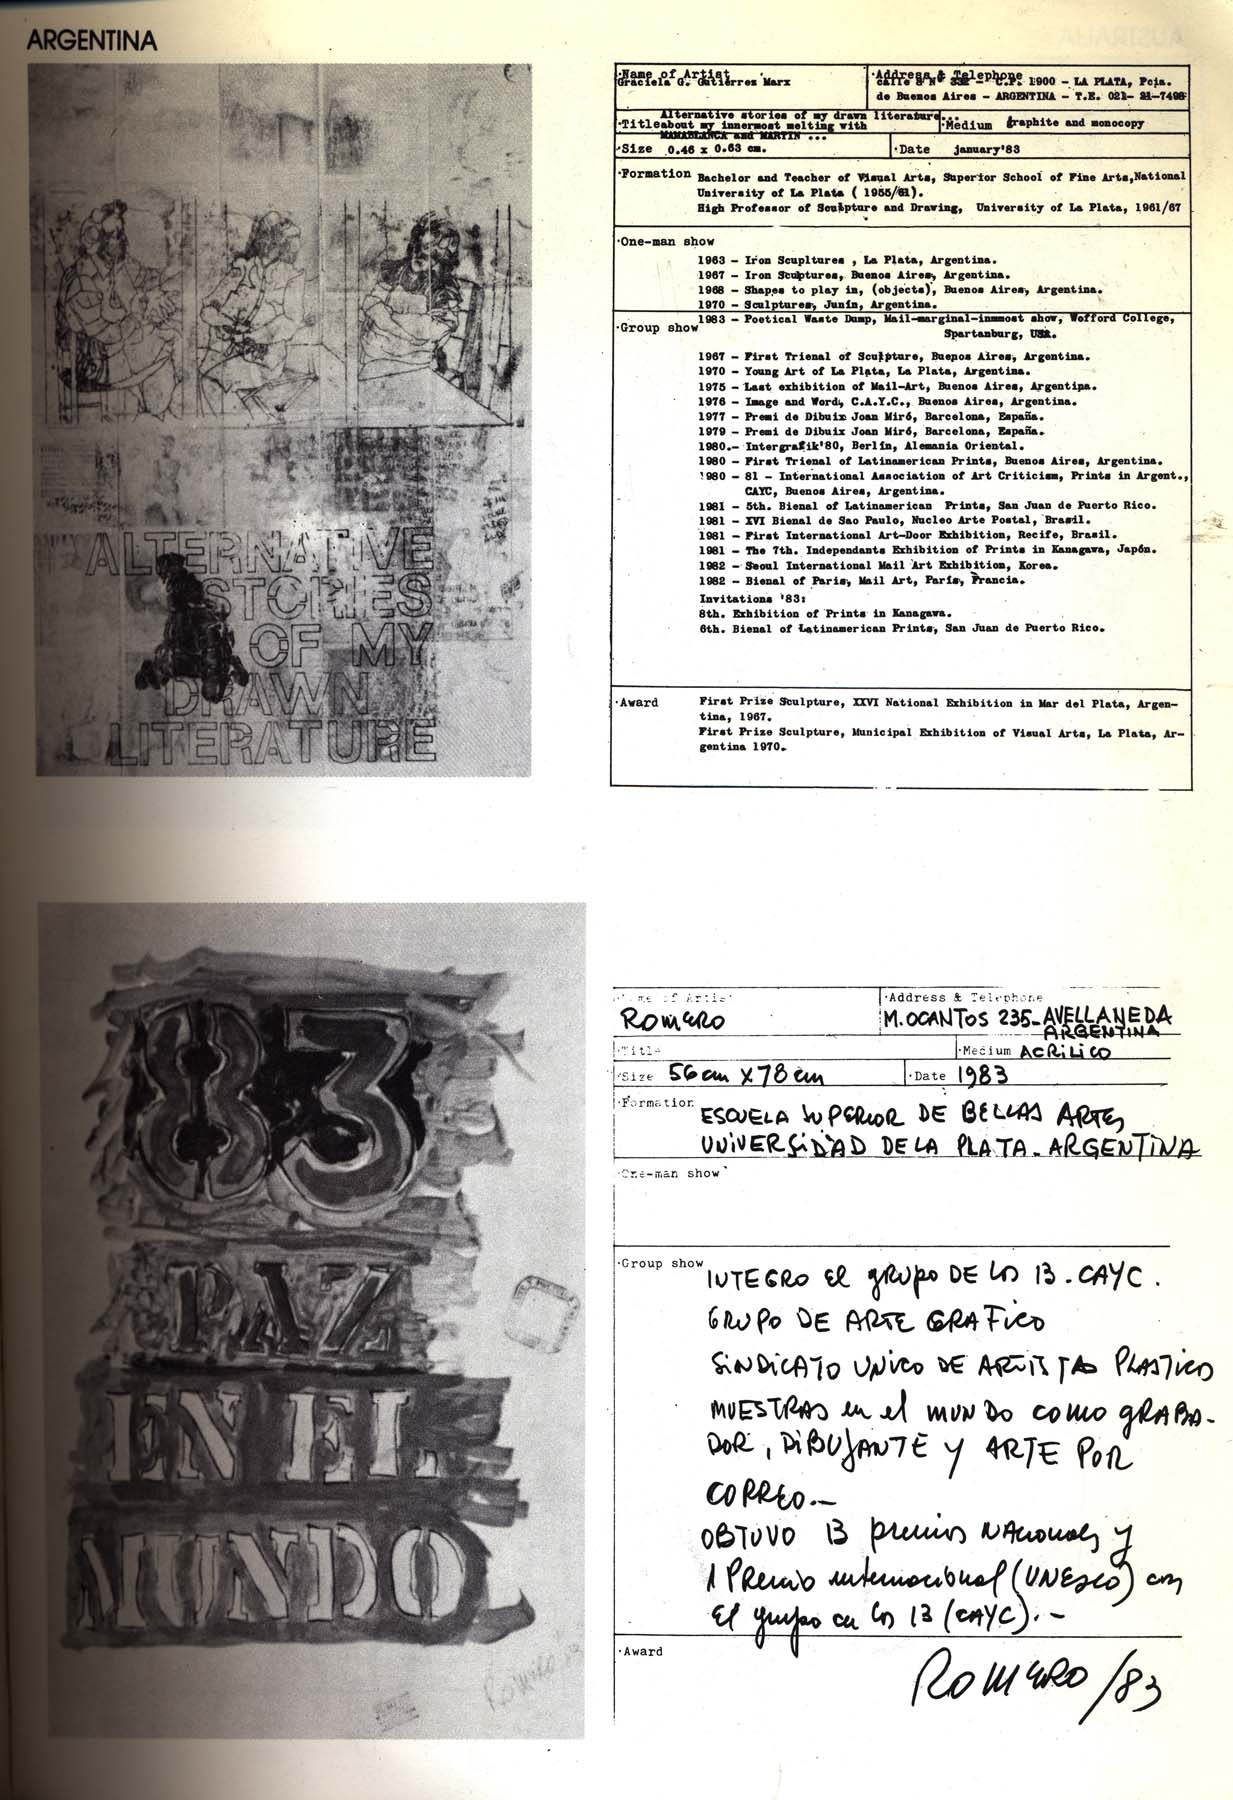 ARGENTINA
ALTERNATIVE
STORIES
OF MY
DRAWN
LITERATURE
·Name of Artist
Graciela G. Gutiérrez Marx
·Address & Telephone
calle 8 N° - C.P. 1900 - LA PLATA, Pcia.
de Buenos Aires - ARGENTINA - T.E. 021- 21-7498
Alternative stories of my drawn literature...
·Title about my innermost melting with
MAMABLANCA and MARTIN ...
·Medium graphite and monocopy
·Size 0.46 x 0.63 cm.
·Date january'83
·Formation Bachelor and Teacher of Visual Arts, Superior School of Fine Arts,National
University of La Plata ( 1955/61).
High Professor of Sculpture and Drawing, University of La Plata, 1961/67
·One-man show
1963 - Iron Scupltures , La Plata, Argentina.
1967 - Iron Sculptures, Buenos Aires, Argentina.
1968 - Shapes to play in, (objects), Buenos Aires, Argentina.
1970 - Sculptures, Junín, Argentina.
1983 - Poetical Waste Dump, Mail-marginal-inmmost show, Wofford College,
Spartanburg, USA.
·Group show
1967 - First Trienal of Sculpture, Buenos Aires, Argentina.
1970 - Young Art of La Plata, La Plata, Argentina.
1975 - Last exhibition of Mail-Art, Buenos Aires, Argentina.
1976 - Image and Word, C.A.Y.C., Buenos Aires, Argentina.
1977 - Premi de Dibuix Joan Miró, Barcelona, España.
1979 - Premi de Dibuix Joan Miró, Barcelona, España.
1980.- Intergrafik'80, Berlín, Alemania Oriental.
1980 - First Trienal of Latinamerican Prints, Buenos Aires, Argentina.
1980 - 81 - International Association of Art Criticism, Prints in Argent.,
CAYC, Buenos Aires, Argentina.
1981 - 5th. Bienal of Latinamerican Prints, San Juan de Puerto Rico.
1981 - XVI Bienal de Sao Paulo, Nucleo Arte Postal, Brasil.
1981 - First International Art-Door Exhibition, Recife, Brasil.
1981 - The 7th. Independants Exhibition of Prints in Kanagawa, Japón.
1982 - Seoul International Mail Art Exhibition, Korea.
1982 - Bienal of Paris, Mail Art, París, Francia.
Invitations '83:
8th. Exhibition of Prints in Kanagawa.
6th. Bienal of Latinamerican Prints, San Juan de Puerto Rico.
·Award First Prize Sculpture, XXVI National Exhibition in Mar del Plata, Argen-
tina, 1967.
First Prize Sculpture, Municipal Exhibition of Visual Arts, La Plata, Ar-
gentina 1970.
83
PAZ
EN EL
MUNDO
Romero 83
·Name of Artist
ROMERO
·Address & Telephone
M. OCANTOS 235-AVELLANEDA
ARGENTINA
·Title
·Medium ACRILICO
·Size 56cm X 78cm
·Date 1983
·Formation
ESCUELA SUPERIOR DE BELLAS ARTES
UNIVERSIDAD DE LA PLATA - ARGENTINA
·One-man show
·Group show
INTEGRO El grupo DE los 13 - CAYC.
GRUPO DE ARTE GRAFICO
SINDICATO UNICO DE ARTISTAS PLASTICOS
MUESTRAS en el MUNDO COMO GRABA-
DOR, DIBUJANTE Y ARTE POR
CORREO.-
OBTUVO 13 premios NAcionales y
1 Premio internacional (UNESCO) con
El grupo de los 13 (CAYC).-
·Award
ROMERO/83